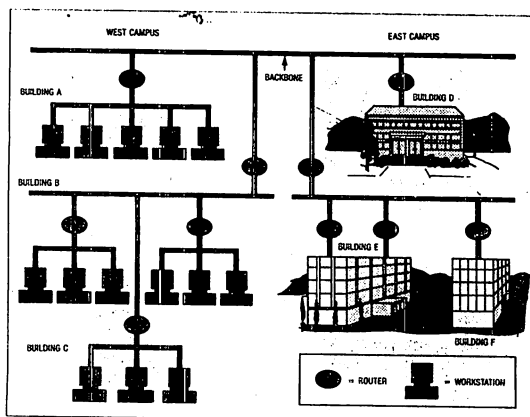 WEST CAMPUS
EAST CAMPUS
BACKBONE
BUILDING A
BUILDING D
BUILDING B
BUILDING E
BUILDING F
BUILDING C
= ROUTER
= WORKSTATION